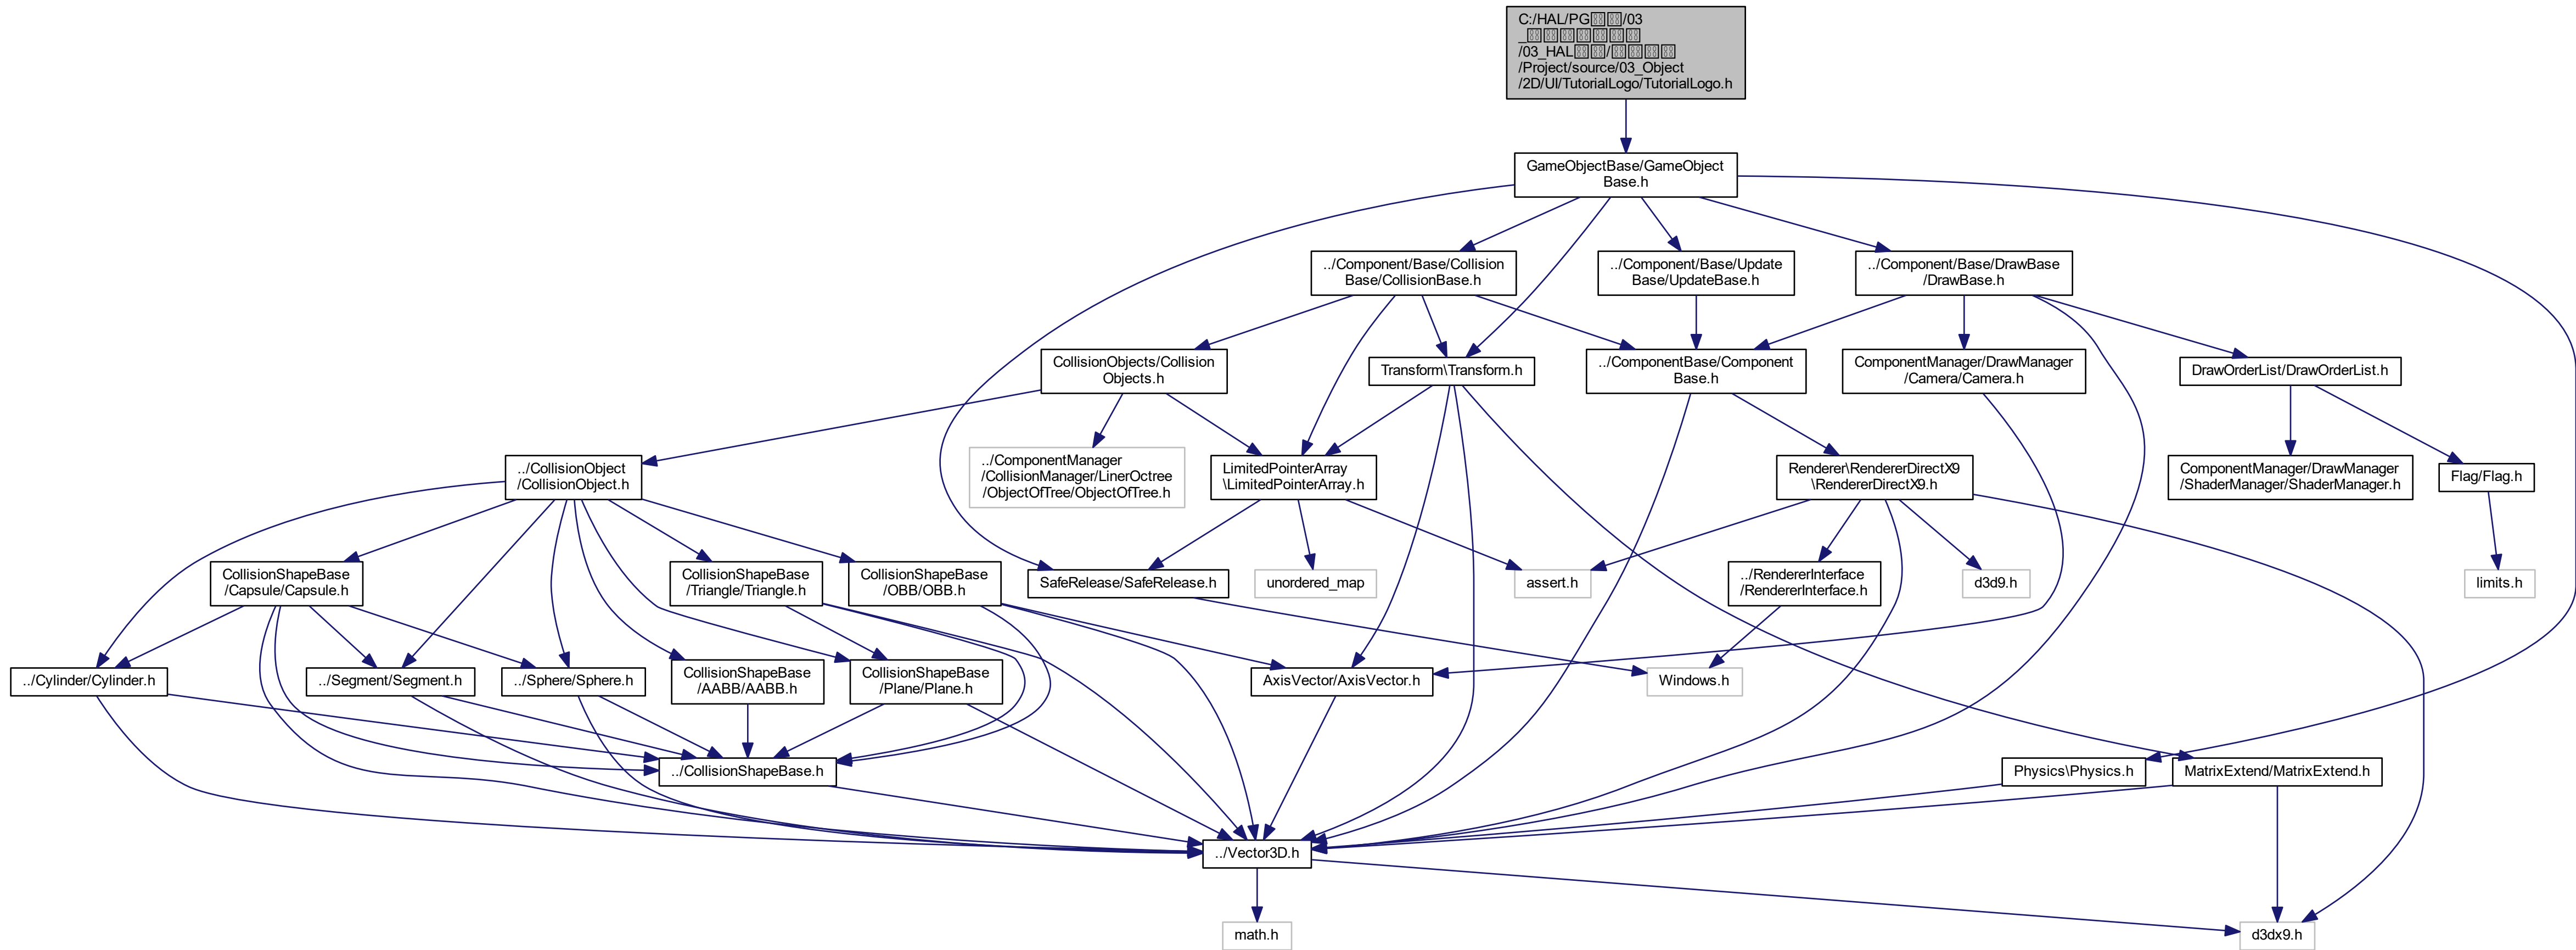 C:/HAL/PG/03
_
/03_HAL/
/Project/source/03_Object
/2D/UI/TutorialLogo/TutorialLogo.h
GameObjectBase/GameObject
Base.h
../Component/Base/Collision
Base/CollisionBase.h
../Component/Base/Update
Base/UpdateBase.h
../Component/Base/DrawBase
/DrawBase.h
CollisionObjects/Collision
Objects.h
Transform\Transform.h
../ComponentBase/Component
Base.h
ComponentManager/DrawManager
/Camera/Camera.h
DrawOrderList/DrawOrderList.h
../CollisionObject
/CollisionObject.h
../ComponentManager
/CollisionManager/LinerOctree
/ObjectOfTree/ObjectOfTree.h
LimitedPointerArray
\LimitedPointerArray.h
Renderer\RendererDirectX9
\RendererDirectX9.h
ComponentManager/DrawManager
/ShaderManager/ShaderManager.h
Flag/Flag.h
CollisionShapeBase
/Capsule/Capsule.h
CollisionShapeBase
/Triangle/Triangle.h
CollisionShapeBase
/OBB/OBB.h
SafeRelease/SafeRelease.h
unordered_map
assert.h
../RendererInterface
/RendererInterface.h
d3d9.h
limits.h
../Cylinder/Cylinder.h
../Segment/Segment.h
../Sphere/Sphere.h
CollisionShapeBase
/AABB/AABB.h
CollisionShapeBase
/Plane/Plane.h
AxisVector/AxisVector.h
Windows.h
../CollisionShapeBase.h
Physics\Physics.h
MatrixExtend/MatrixExtend.h
../Vector3D.h
math.h
d3dx9.h